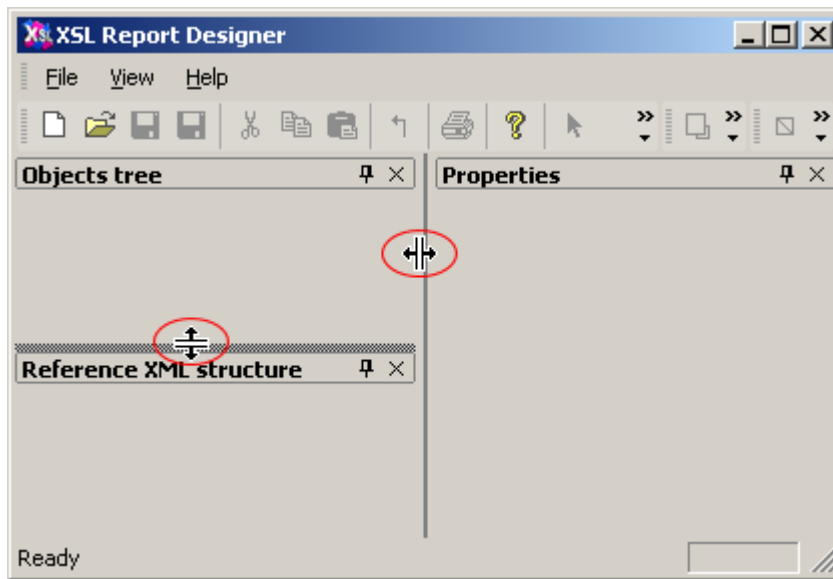 XSL Report Designer
File View Help
Objects tree
Properties
Reference XML structure
Ready